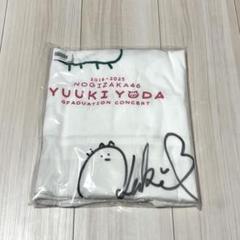 2016-2025
NOGIZAKA46
YUUKI YODA
GRADUATION CONCERT